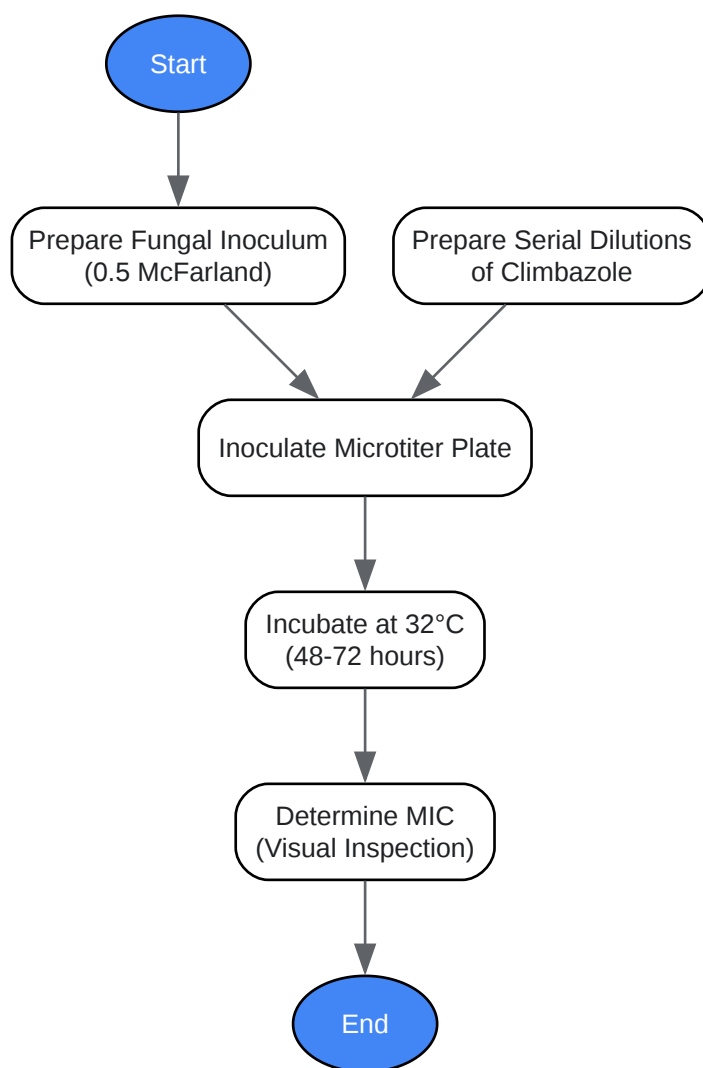 Start
Prepare Fungal Inoculum
(0.5 McFarland)
Prepare Serial Dilutions
of Climbazole
Inoculate Microtiter Plate
Incubate at 32°C
(48-72 hours)
Determine MIC
(Visual Inspection)
End